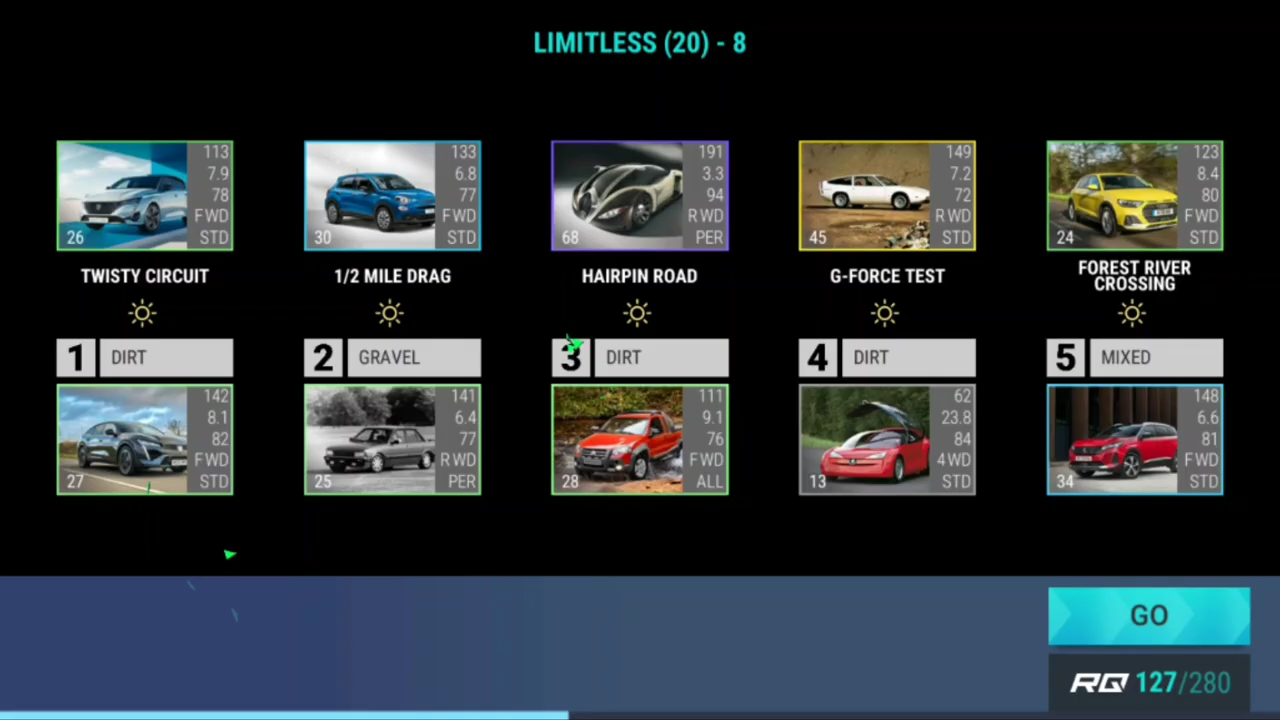 LIMITLESS (20) - 8
113
7.9
78
FWD
STD
26
133
6.8
77
FWD
STD
30
191
3.3
94
RWD
PER
68
149
7.2
72
RWD
STD
45
123
8.4
80
FWD
STD
24
TWISTY CIRCUIT
1/2 MILE DRAG
HAIRPIN ROAD
G-FORCE TEST
FOREST RIVER
CROSSING
1 DIRT
2 GRAVEL
3 DIRT
4 DIRT
5 MIXED
142
8.1
82
FWD
STD
27
141
6.4
77
RWD
PER
25
111
9.1
76
FWD
ALL
28
62
23.8
84
4WD
STD
13
148
6.6
81
FWD
STD
34
GO
RQ 127/280